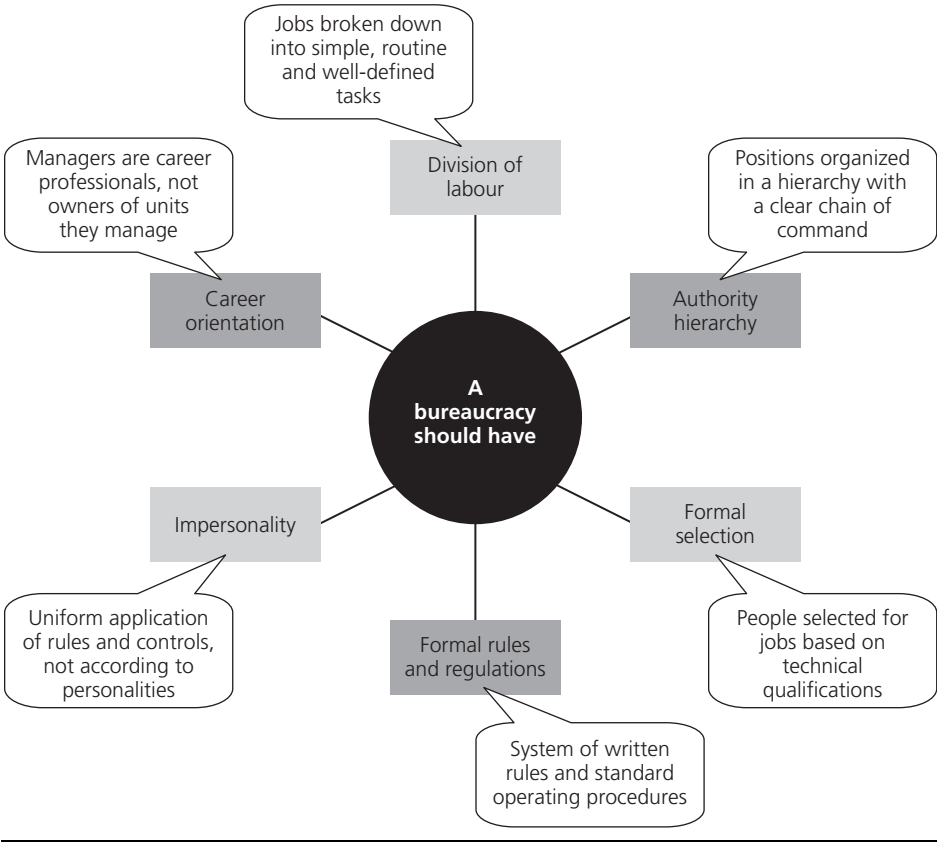 Jobs broken down
into simple, routine
and well-defined
tasks
Division of
labour
Managers are career
professionals, not
owners of units
they manage
Career
orientation
Positions organized
in a hierarchy with
a clear chain of
command
Authority
hierarchy
A
bureaucracy
should have
Impersonality
Uniform application
of rules and controls,
not according to
personalities
Formal
selection
People selected for
jobs based on
technical
qualifications
Formal rules
and regulations
System of written
rules and standard
operating procedures